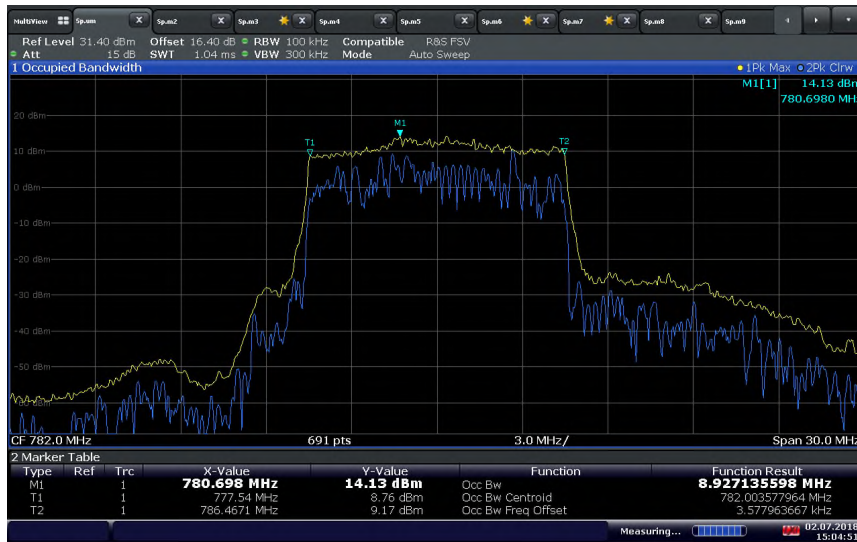 MultiView Sp.um X Sp.m2 X Sp.m3 X Sp.m4 X Sp.m5 X Sp.m6 X Sp.m7 X Sp.m8 X Sp.m9
Ref Level 31.40 dBm Offset 16.40 dB RBW 100 kHz Compatible R&S FSV
Att 15 dB SWT 1.04 ms VBW 300 kHz Mode Auto Sweep
1 Occupied Bandwidth 1Pk Max 2Pk Clrw
M1[1] 14.13 dBm
780.6980 MHz
20 dBm
M1
T1 T2
10 dBm
0 dBm
-10 dBm
-20 dBm
-30 dBm
-40 dBm
-50 dBm
-60 dBm
CF 782.0 MHz 691 pts 3.0 MHz/ Span 30.0 MHz
2 Marker Table
Type Ref Trc X-Value Y-Value Function Function Result
M1 1 780.698 MHz 14.13 dBm Occ Bw 8.927135598 MHz
T1 1 777.54 MHz 8.76 dBm Occ Bw Centroid 782.003577964 MHz
T2 1 786.4671 MHz 9.17 dBm Occ Bw Freq Offset 3.577963667 kHz
Measuring... 02.07.2018
15:04:51